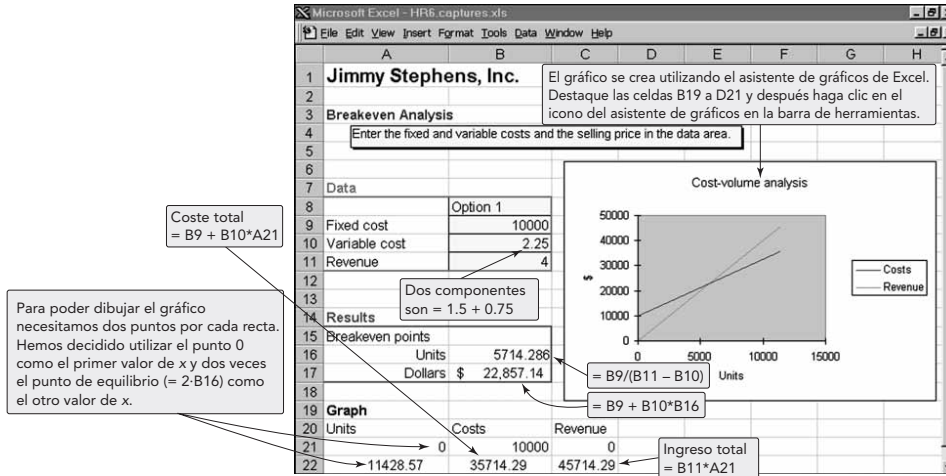 Microsoft Excel - HR6.captures.xls
File Edit View Insert Format Tools Data Window Help
A B C D E F G H
1 Jimmy Stephens, Inc.
El gráfico se crea utilizando el asistente de gráficos de Excel.
Destaque las celdas B19 a D21 y después haga clic en el
icono del asistente de gráficos en la barra de herramientas.
2
3 Breakeven Analysis
4 Enter the fixed and variable costs and the selling price in the data area.
5
6
7 Data
8 Option 1
9 Fixed cost 10000
10 Variable cost 2.25
11 Revenue 4
12
13
14 Results
15 Breakeven points
16 Units 5714.286
17 Dollars $ 22,857.14
18
19 Graph
20 Units Costs Revenue
21 0 10000 0
22 11428.57 35714.29 45714.29
Cost-volume analysis
50000
40000
30000
20000
10000
0
$
0 5000 10000 15000
Units
Costs
Revenue
Coste total
= B9 + B10*A21
Dos componentes
son = 1.5 + 0.75
Para poder dibujar el gráfico
necesitamos dos puntos por cada recta.
Hemos decidido utilizar el punto 0
como el primer valor de x y dos veces
el punto de equilibrio (= 2·B16) como
el otro valor de x.
= B9/(B11 – B10)
= B9 + B10*B16
Ingreso total
= B11*A21